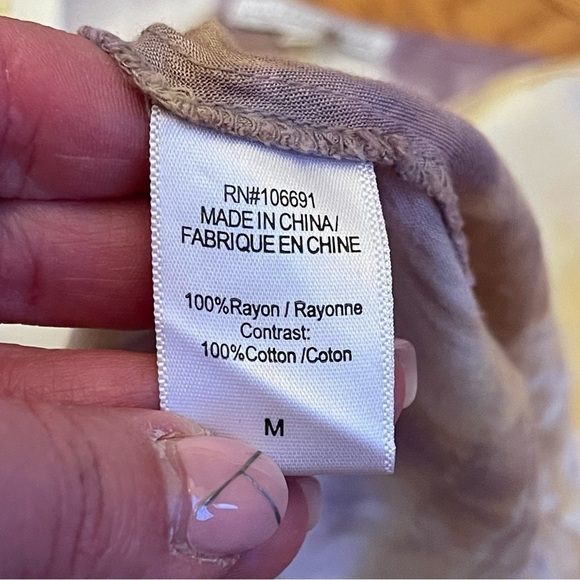 RN#106691
MADE IN CHINA/
FABRIQUE EN CHINE
100%Rayon / Rayonne
Contrast:
100%Cotton /Coton
M